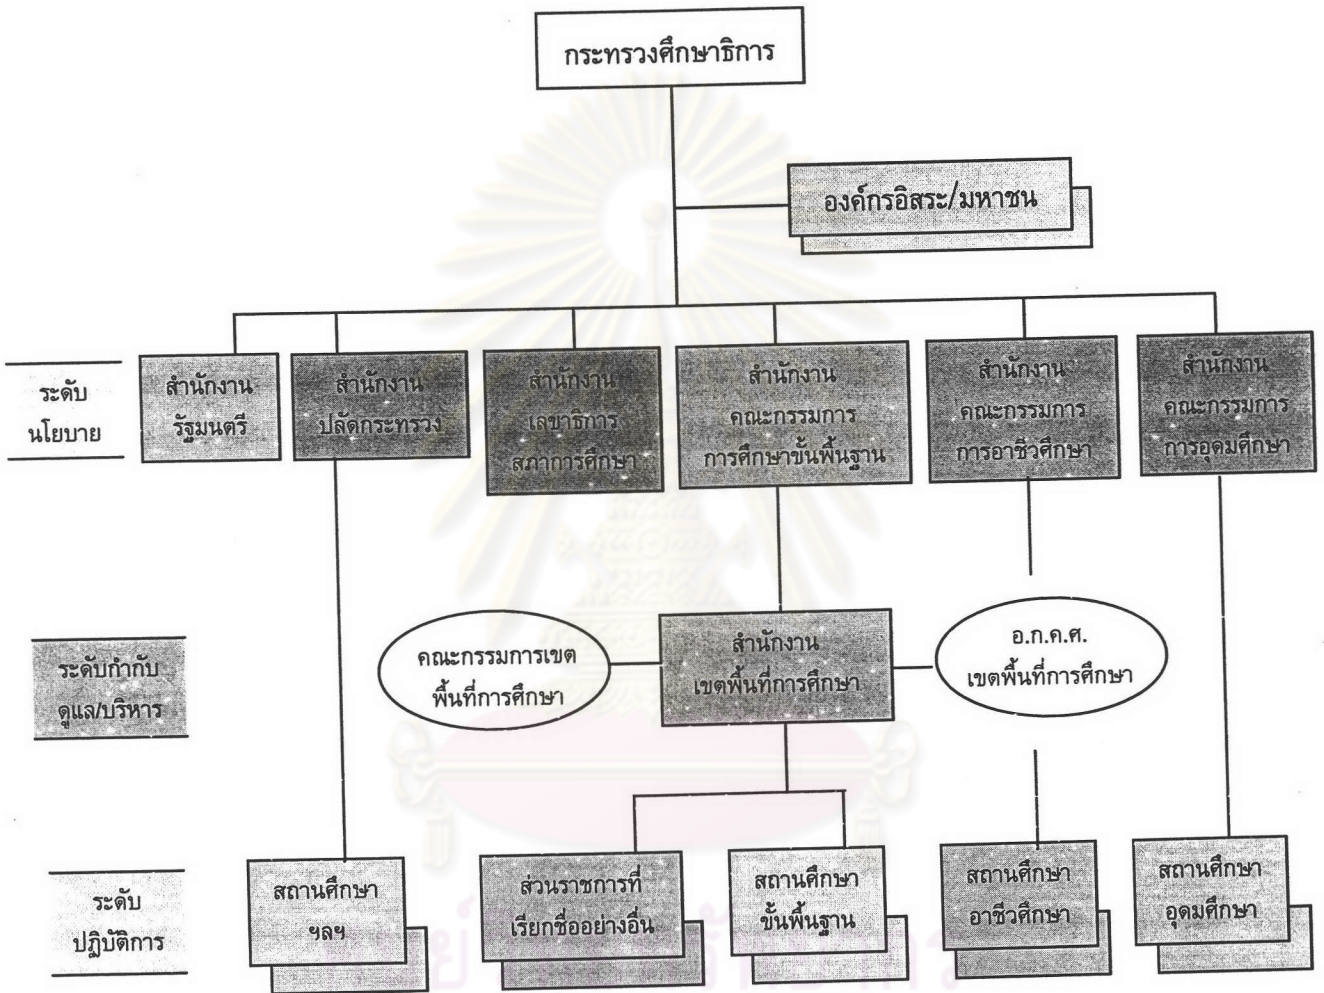 กระทรวงศึกษาธิการ
องค์กรอิสระ/มหาชน
ระดับ
นโยบาย
สำนักงาน
รัฐมนตรี
สำนักงาน
ปลัดกระทรวง
สำนักงาน
เลขาธิการ
สภาการศึกษา
สำนักงาน
คณะกรรมการ
การศึกษาขั้นพื้นฐาน
สำนักงาน
คณะกรรมการ
การอาชีวศึกษา
สำนักงาน
คณะกรรมการ
การอุดมศึกษา
ระดับกำกับ
ดูแล/บริหาร
คณะกรรมการเขต
พื้นที่การศึกษา
สำนักงาน
เขตพื้นที่การศึกษา
อ.ก.ค.ศ.
เขตพื้นที่การศึกษา
ระดับ
ปฏิบัติการ
สถานศึกษา
ฯลฯ
ส่วนราชการที่
เรียกชื่ออย่างอื่น
สถานศึกษา
ขั้นพื้นฐาน
สถานศึกษา
อาชีวศึกษา
สถานศึกษา
อุดมศึกษา